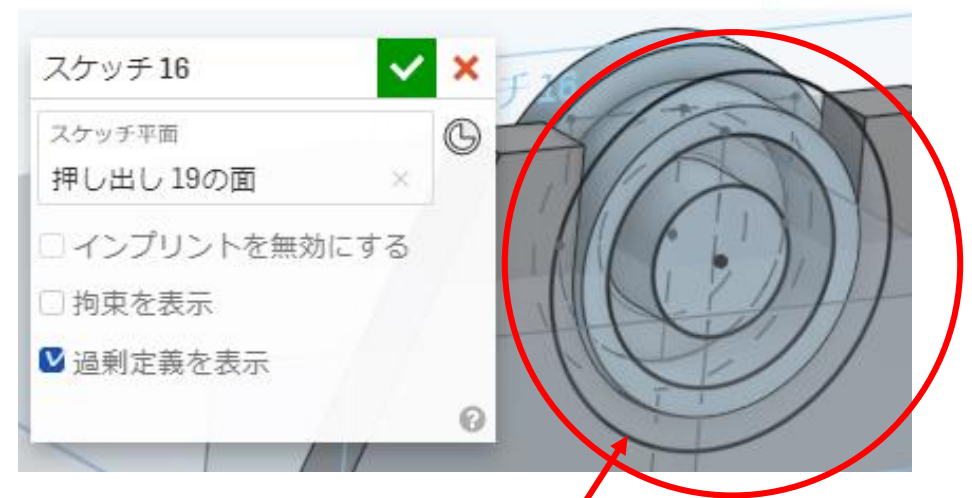 スケッチ 16
スケッチ平面
押し出し 19の面
インプリントを無効にする
拘束を表示
過剰定義を表示
チ 16